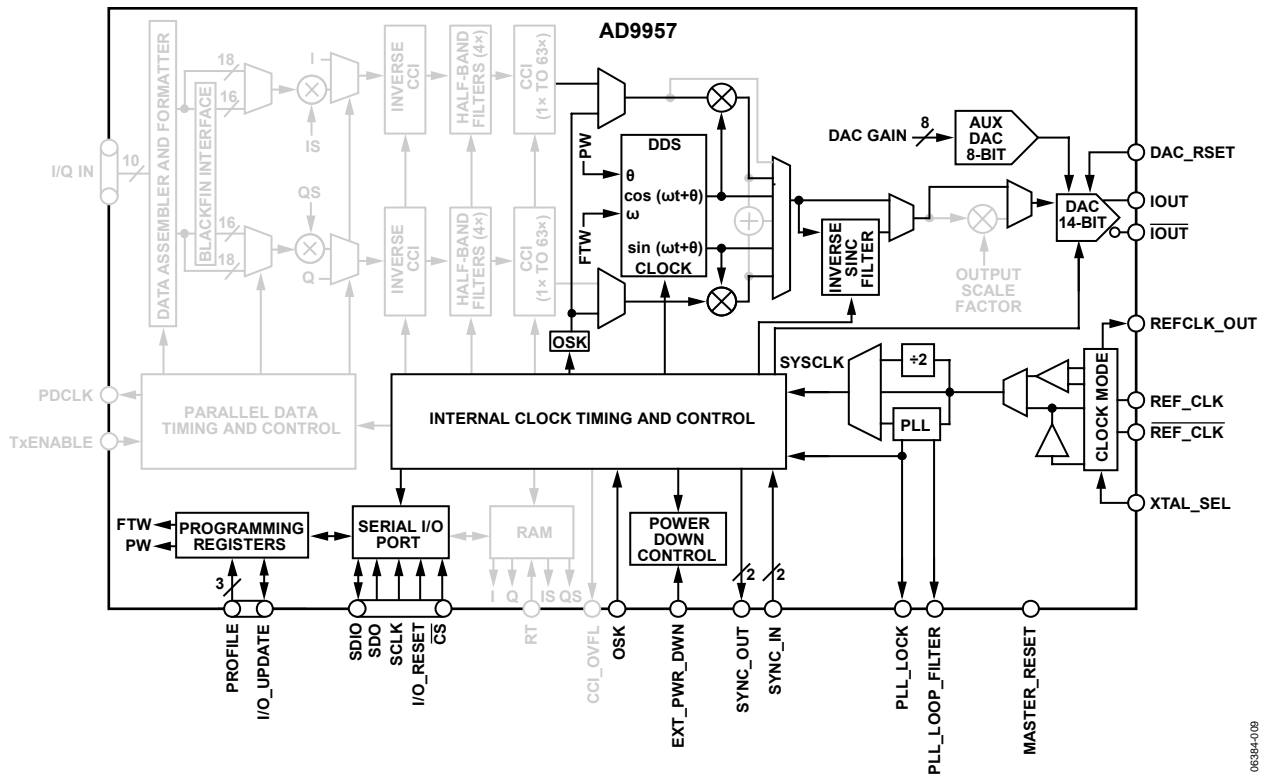 AD9957
I/Q IN
10
DATA ASSEMBLER AND FORMATTER
BLACKFIN INTERFACE
18
16
16
18
I
IS
QS
Q
INVERSE
CCI
HALF-BAND
FILTERS (4×)
CCI
(1× TO 63×)
INVERSE
CCI
HALF-BAND
FILTERS (4×)
CCI
(1× TO 63×)
PW
FTW
DDS
θ
cos (ωt+θ)
ω
sin (ωt+θ)
CLOCK
OSK
INVERSE
SINC
FILTER
OUTPUT
SCALE
FACTOR
DAC GAIN
8
AUX
DAC
8-BIT
DAC
14-BIT
DAC_RSET
IOUT
IOUT
REFCLK_OUT
REF_CLK
REF_CLK
XTAL_SEL
CLOCK MODE
SYSCLK
÷2
PLL
PDCLK
TxENABLE
PARALLEL DATA
TIMING AND CONTROL
INTERNAL CLOCK TIMING AND CONTROL
FTW
PW
PROGRAMMING
REGISTERS
SERIAL I/O
PORT
RAM
POWER
DOWN
CONTROL
3
I
Q
IS
QS
2
2
PROFILE
I/O_UPDATE
SDIO
SDO
SCLK
I/O_RESET
CS
RT
CCI_OVFL
OSK
EXT_PWR_DWN
SYNC_OUT
SYNC_IN
PLL_LOCK
PLL_LOOP_FILTER
MASTER_RESET
06384-009